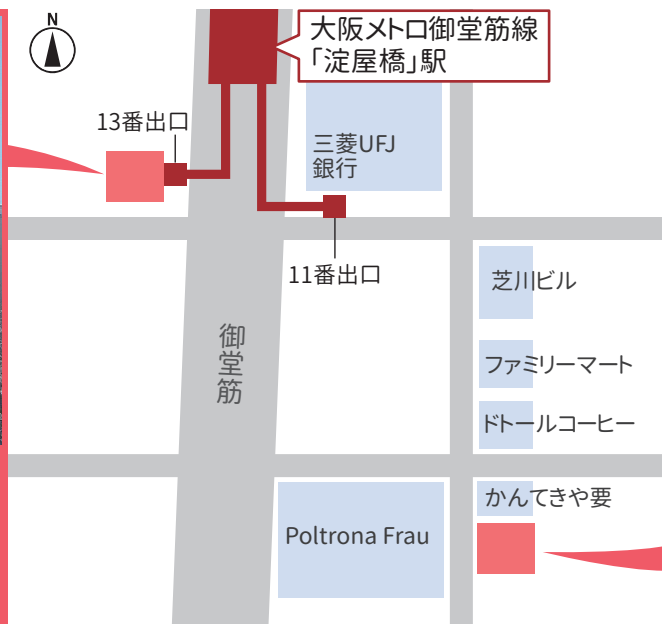 N
大阪メトロ御堂筋線
「淀屋橋」駅
13番出口
三菱UFJ
銀行
11番出口
芝川ビル
御堂筋
ファミリーマート
ドトールコーヒー
かんてきや要
Poltrona Frau